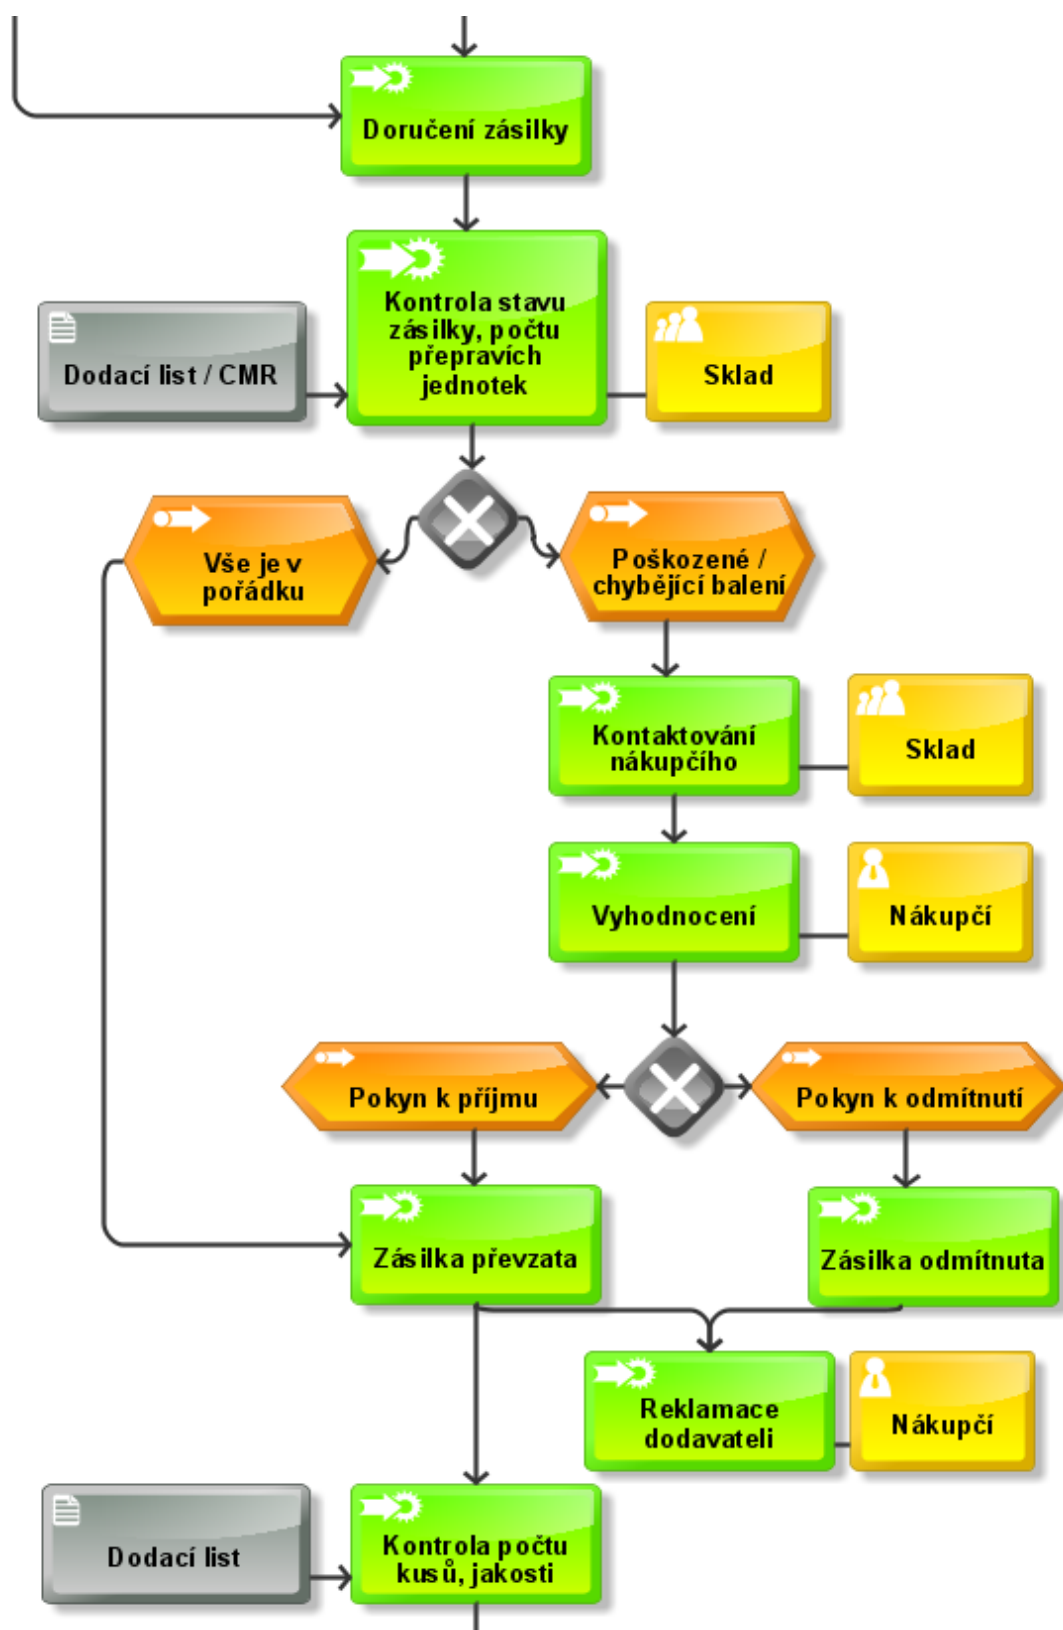 Doručení zásilky
Kontrola stavu
zásilky, počtu
přepravích
jednotek
Dodací list / CMR
Sklad
Vše je v
pořádku
Poškozené /
chybějící balení
Kontaktování
nákupčího
Sklad
Vyhodnocení
Nákupčí
Pokyn k příjmu
Pokyn k odmítnutí
Zásilka převzata
Zásilka odmítnuta
Reklamace
dodavateli
Nákupčí
Dodací list
Kontrola počtu
kusů, jakosti